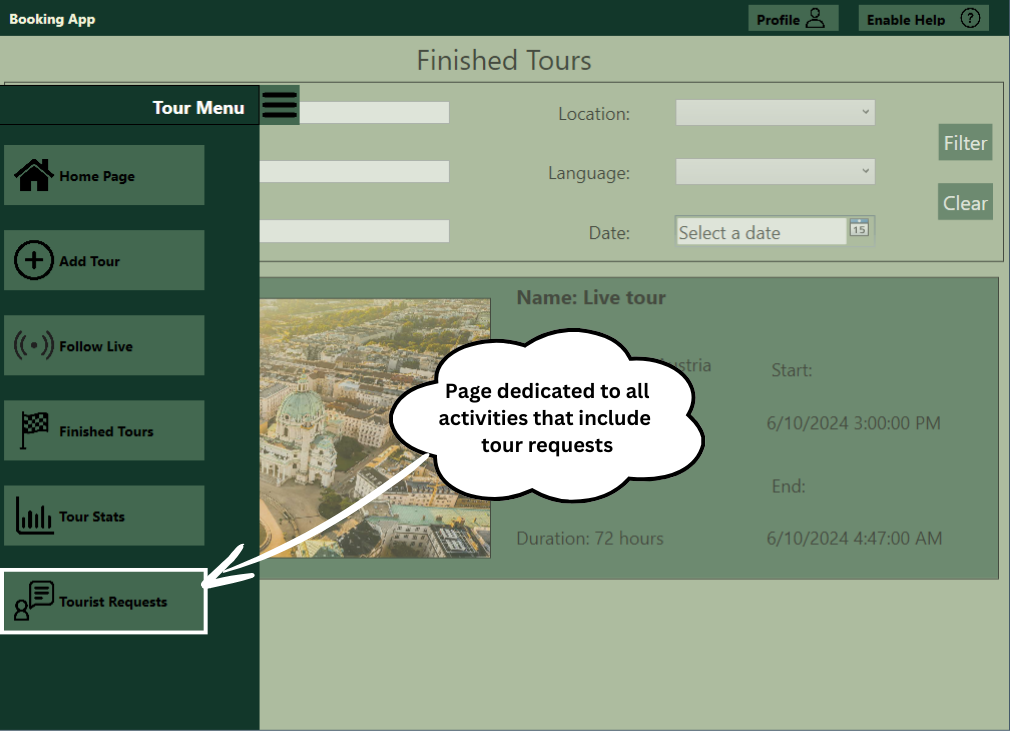 Booking App
Profile
Enable Help ?
Finished Tours
Tour Menu
Location:
Filter
Home Page
Language:
Clear
Date:
Select a date
15
Add Tour
Name: Live tour
Follow Live
Start:
Page dedicated to all
activities that include
tour requests
6/10/2024 3:00:00 PM
Finished Tours
End:
Tour Stats
Duration: 72 hours
6/10/2024 4:47:00 AM
Tourist Requests